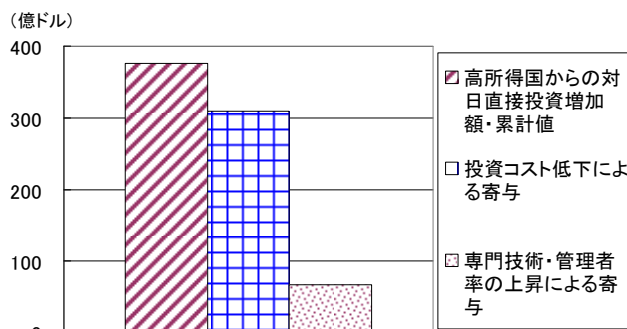 (億ドル)
400
300
200
100
高所得国からの対
日直接投資増加
額・累計値
投資コスト低下によ
る寄与
専門技術・管理者
率の上昇による寄
与